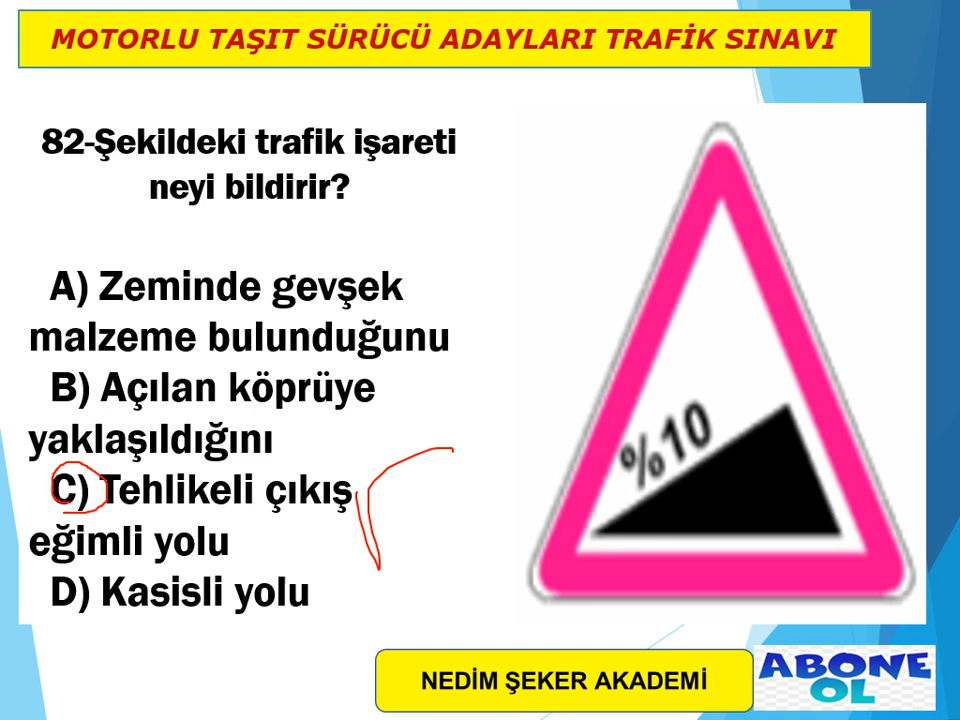 MOTORLU TAŞIT SÜRÜCÜ ADAYLARI TRAFİK SINAVI
82-Şekildeki trafik işareti
neyi bildirir?
A) Zeminde gevşek
malzeme bulunduğunu
B) Açılan köprüye
yaklaşıldığını
C) Tehlikeli çıkış
eğimli yolu
D) Kasisli yolu
%10
NEDİM ŞEKER AKADEMİ
ABONE
OL